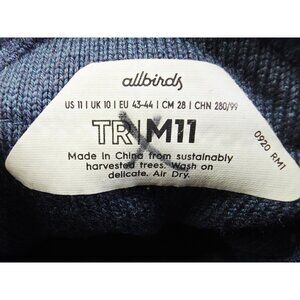 allbirds
US 11 | UK 10 | EU 43-44 | CM 28 | CHN 280/99
TR|M11
Made in China from sustainably
harvested trees. Wash on
delicate. Air Dry.
0920 RM1